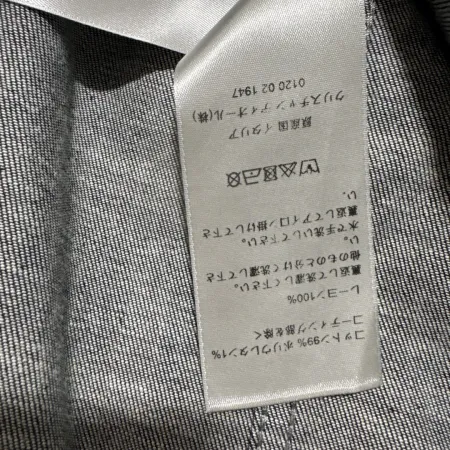 コットン99% ポリウレタン1%
コーティング部を除く
レーヨン100%
裏返して洗濯して下さい。
他のものと分けて洗濯して下さい。
水で手洗いして下さい。
裏返してアイロン掛けして下さ
い。
原産国 イタリア
クリスチャン ディオール(株)
0120 02 1947